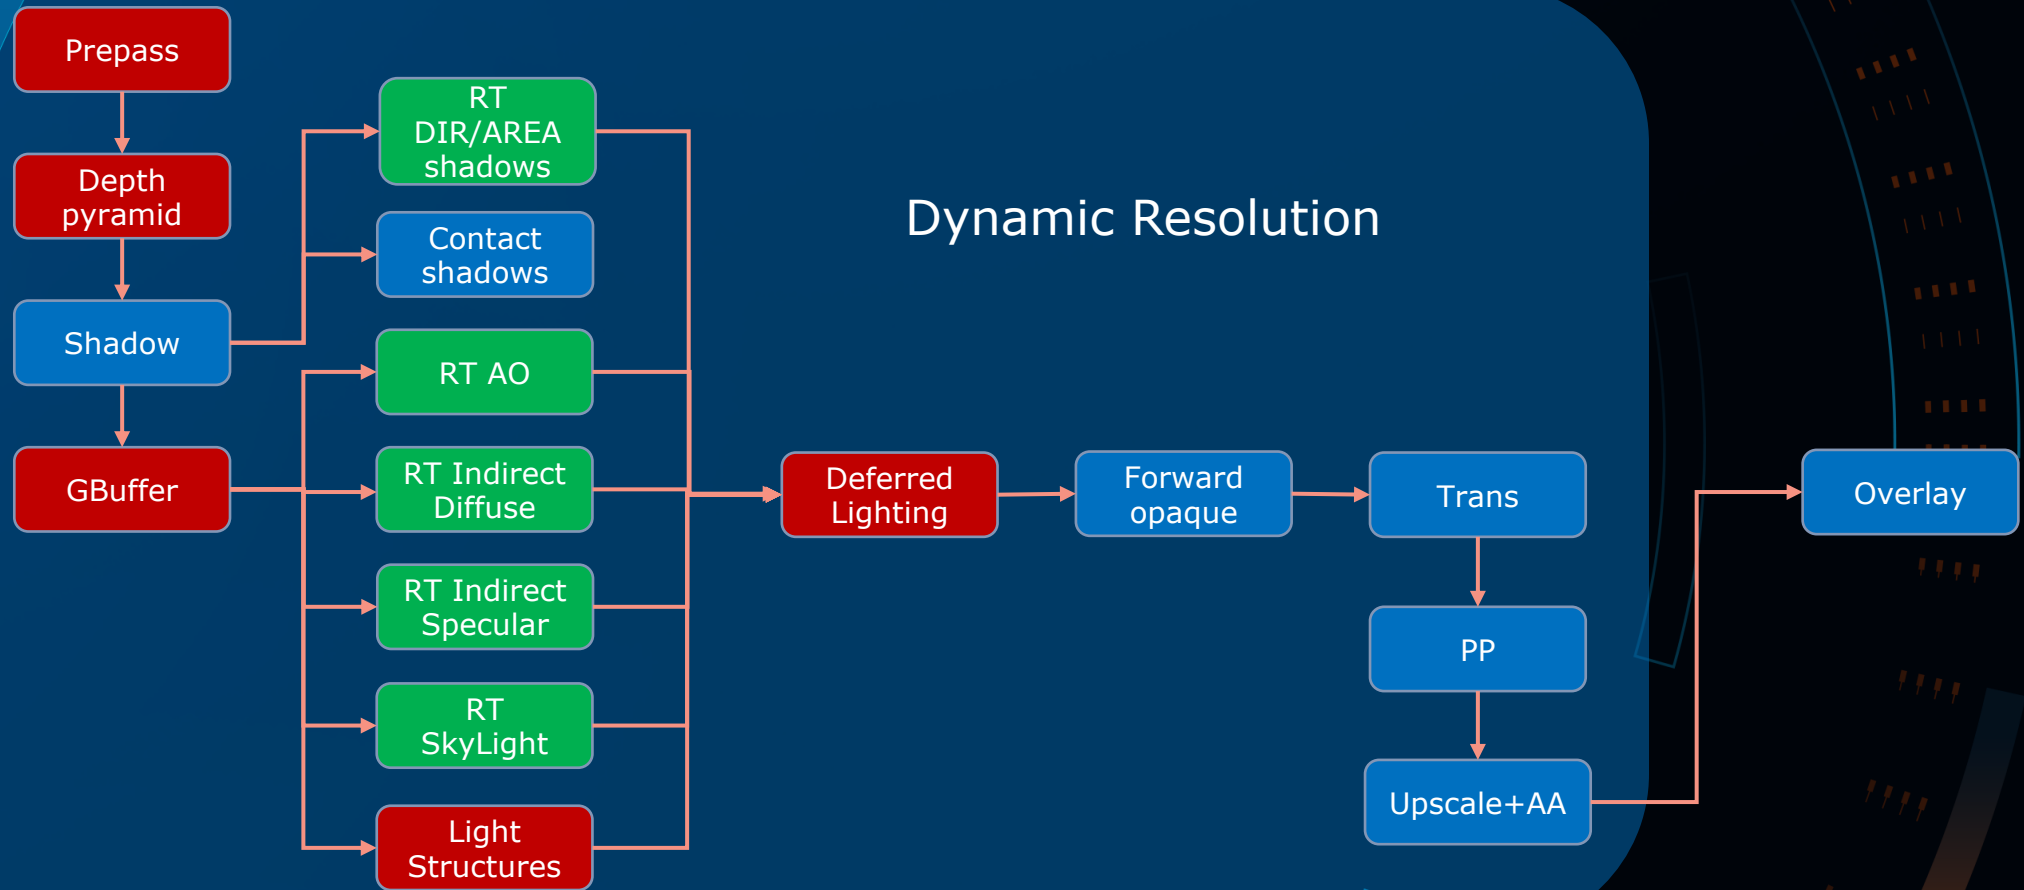 Prepass
Depth
pyramid
Shadow
GBuffer
RT
DIR/AREA
shadows
Contact
shadows
RT AO
RT Indirect
Diffuse
RT Indirect
Specular
RT
SkyLight
Light
Structures
Dynamic Resolution
Deferred
Lighting
Forward
opaque
Trans
PP
Upscale+AA
Overlay